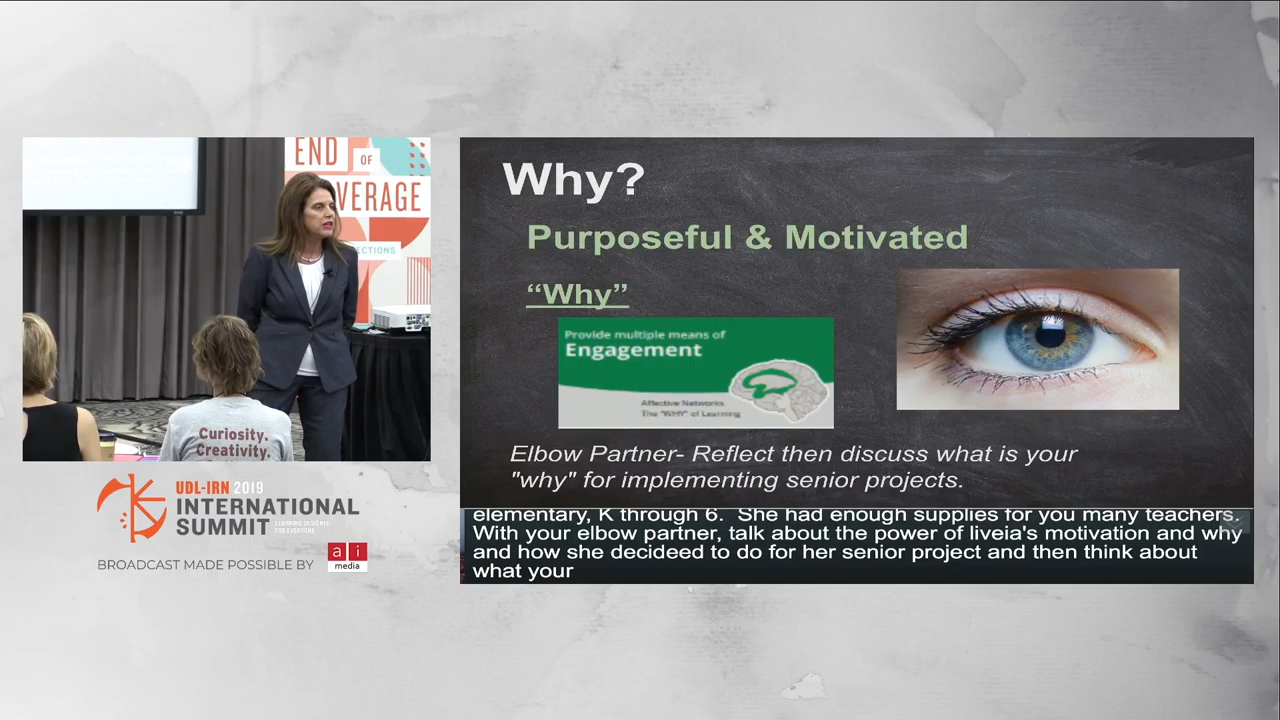 END OF
VERAGE
ECTIONS
Curiosity.
Creativity.
UDL-IRN 2019
INTERNATIONAL
SUMMIT LEARNING DESIGNED
FOR EVERYONE
BROADCAST MADE POSSIBLE BY
ai
media
Why?
Purposeful & Motivated
“Why”
Provide multiple means of
Engagement
Affective Networks
The "WHY" of Learning
Elbow Partner- Reflect then discuss what is your
"why" for implementing senior projects.
elementary, K through 6. She had enough supplies for you many teachers.
With your elbow partner, talk about the power of liveia's motivation and why
and how she decideed to do for her senior project and then think about
what your